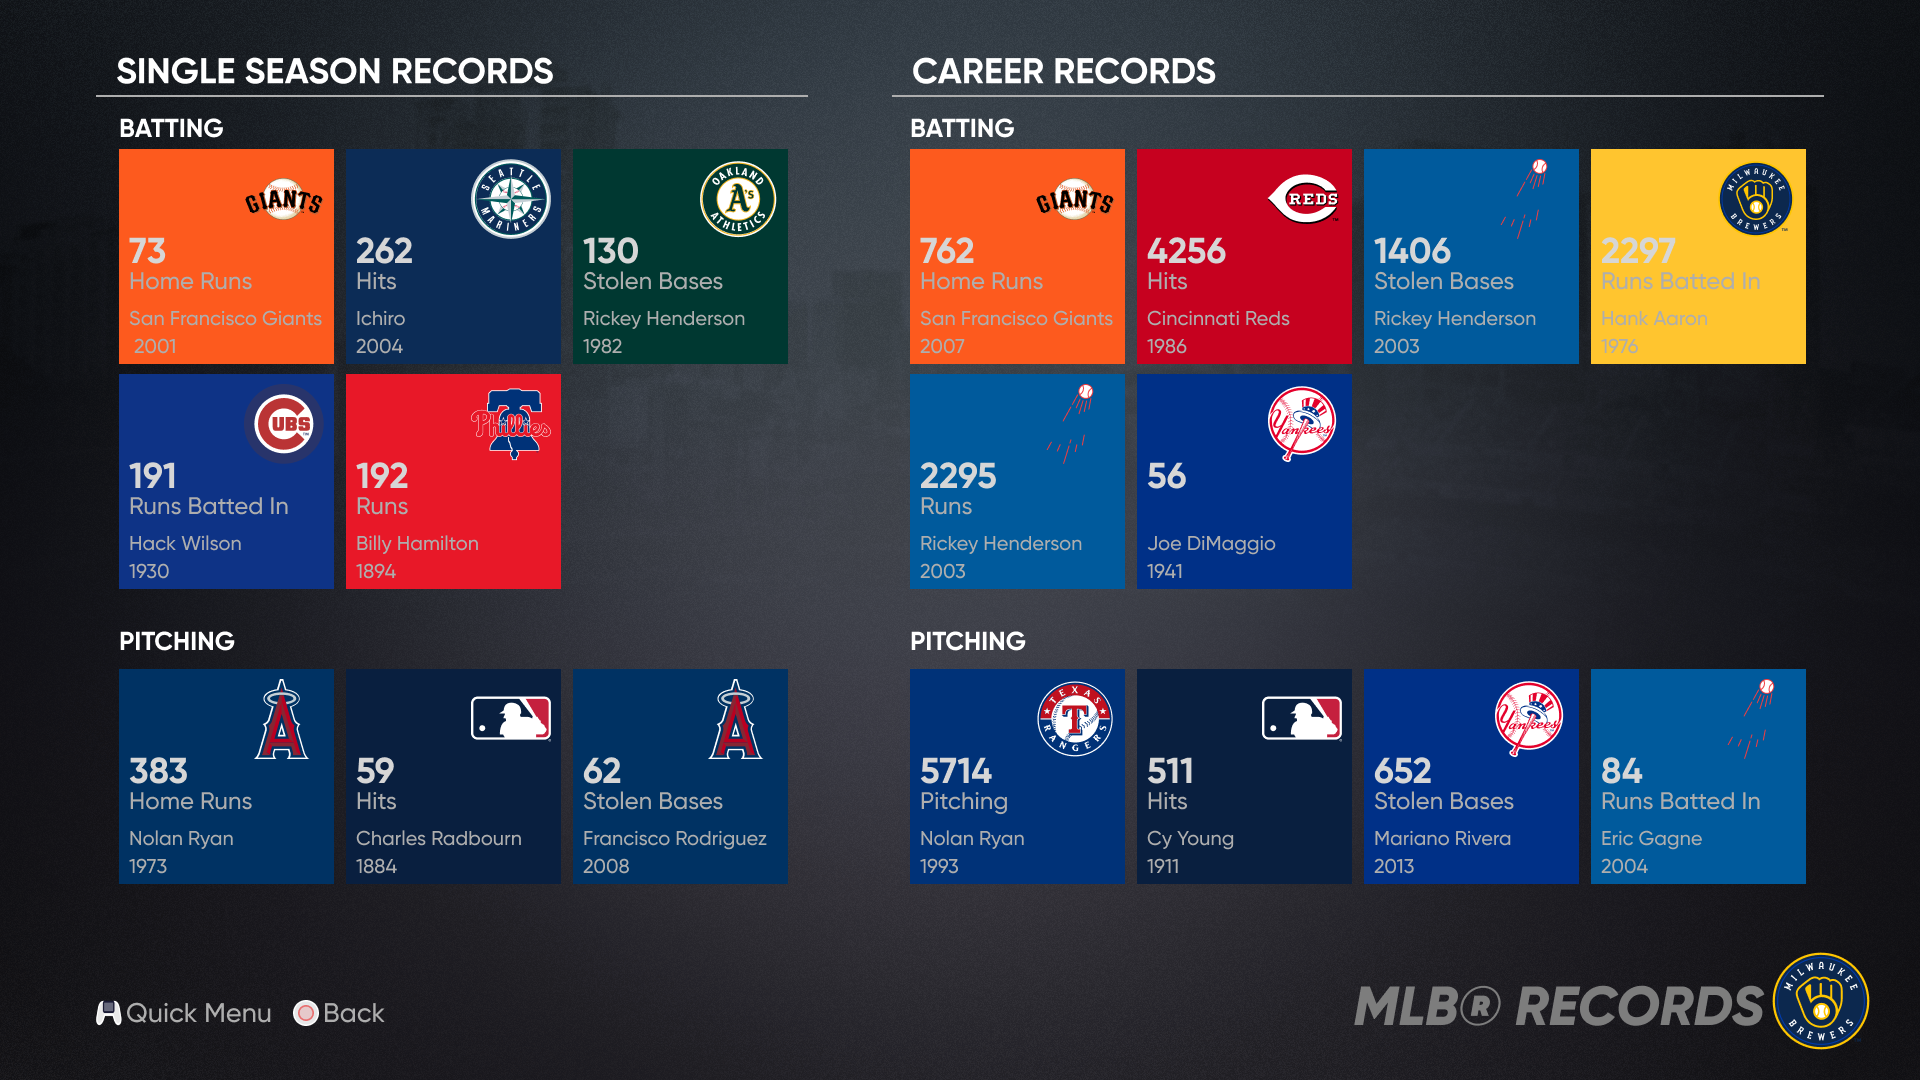 SINGLE SEASON RECORDS
BATTING
GIANTS
73
Home Runs
San Francisco Giants
2001
SEATTLE
MARINERS
262
Hits
Ichiro
2004
OAKLAND
A's
ATHLETICS
130
Stolen Bases
Rickey Henderson
1982
CUBS
191
Runs Batted In
Hack Wilson
1930
Phillies
192
Runs
Billy Hamilton
1894
PITCHING
A
383
Home Runs
Nolan Ryan
1973
59
Hits
Charles Radbourn
1884
A
62
Stolen Bases
Francisco Rodriguez
2008
CAREER RECORDS
BATTING
GIANTS
762
Home Runs
San Francisco Giants
2007
REDS
4256
Hits
Cincinnati Reds
1986
1406
Stolen Bases
Rickey Henderson
2003
MILWAUKEE
BREWERS
2297
Runs Batted In
Hank Aaron
1976
2295
Runs
Rickey Henderson
2003
Yankees
56
Joe DiMaggio
1941
PITCHING
TEXAS
T
RANGERS
5714
Pitching
Nolan Ryan
1993
511
Hits
Cy Young
1911
Yankees
652
Stolen Bases
Mariano Rivera
2013
84
Runs Batted In
Eric Gagne
2004
Quick Menu
Back
MLB® RECORDS
MILWAUKEE
BREWERS